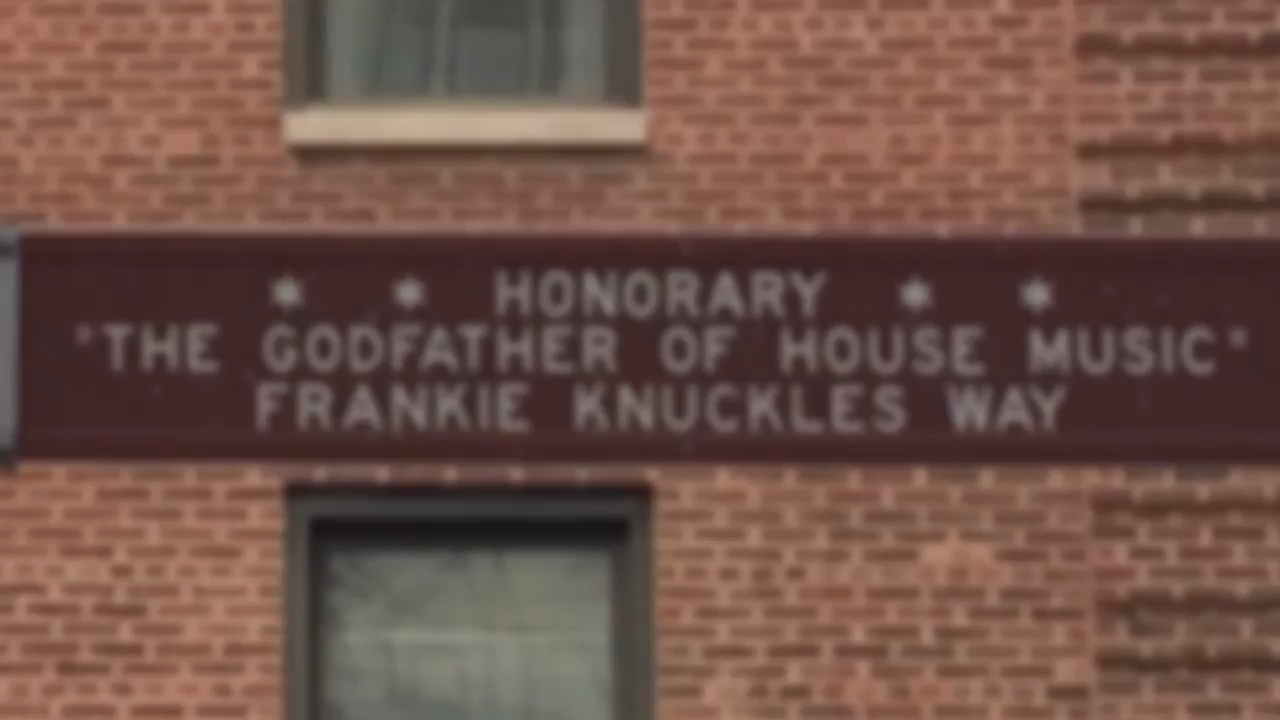 * * HONORARY * *
"THE GODFATHER OF HOUSE MUSIC"
FRANKIE KNUCKLES WAY